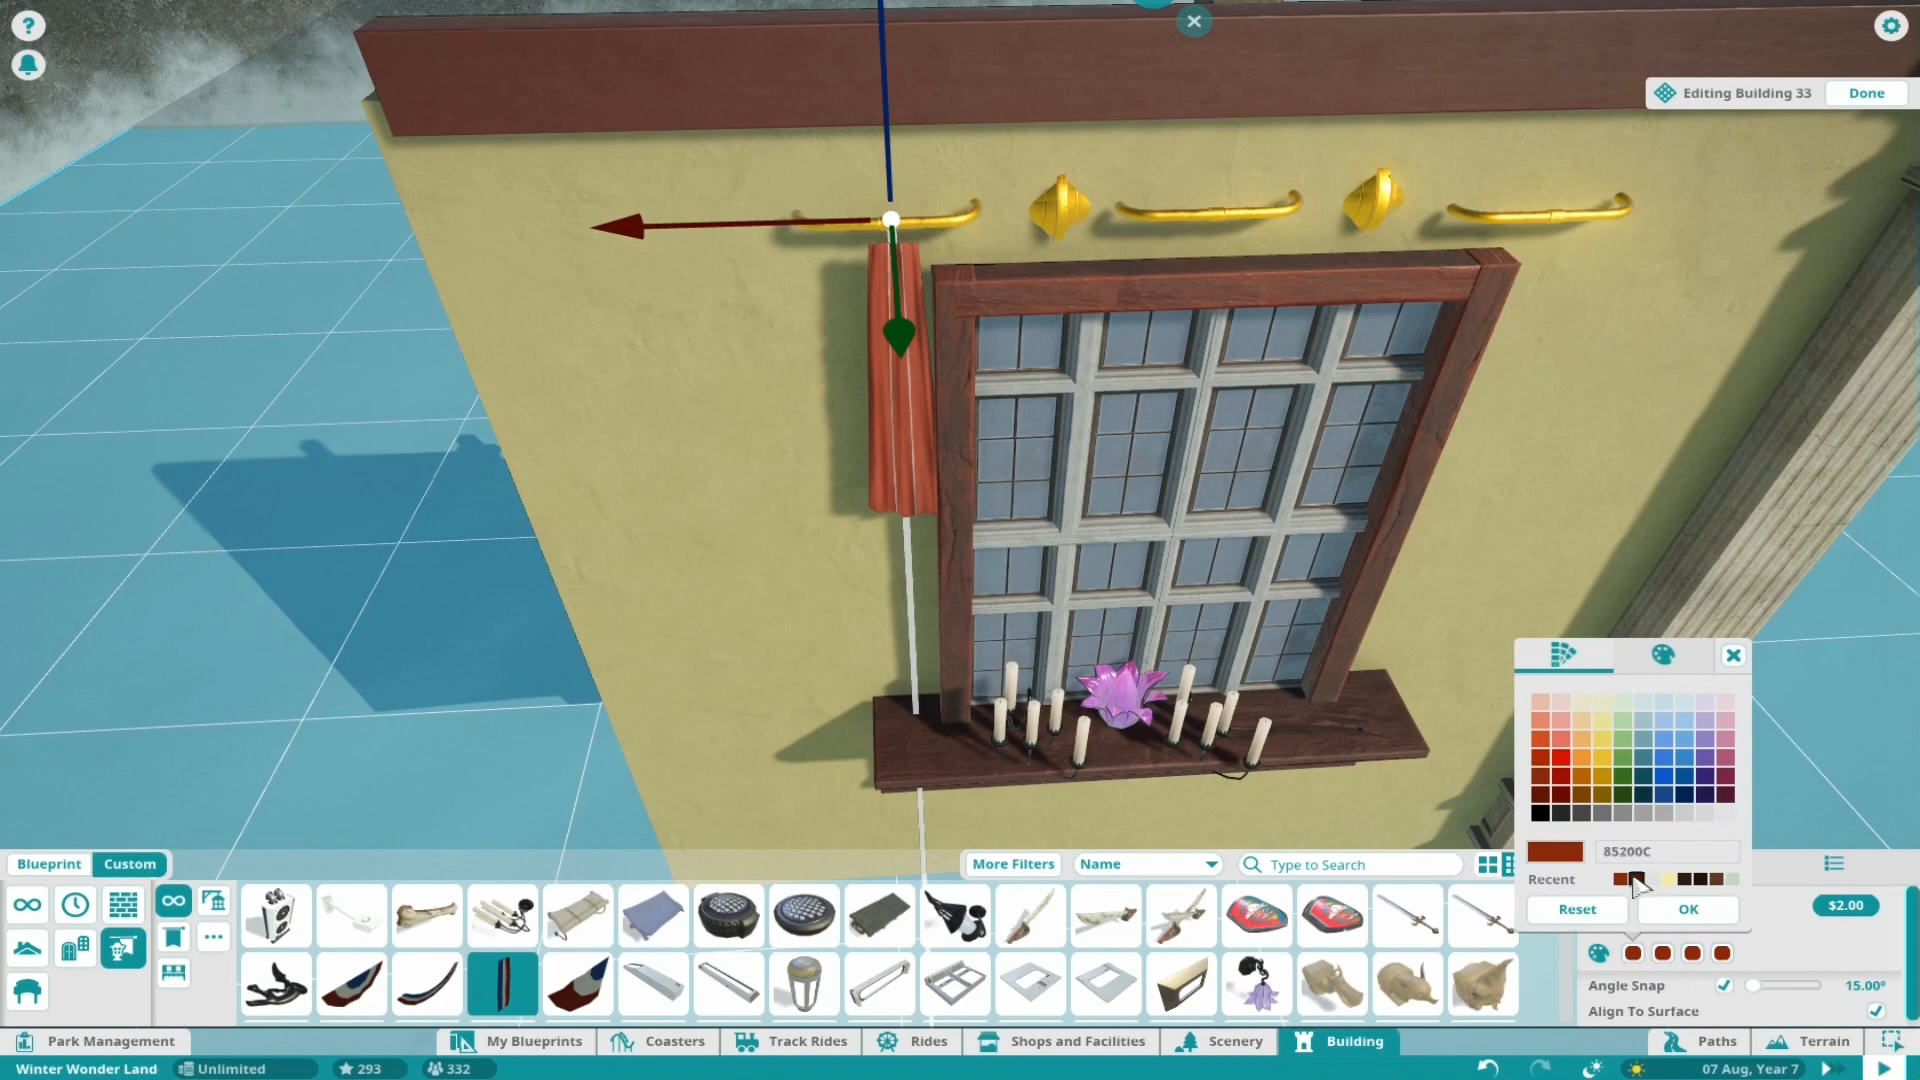 ?
Editing Building 33
Done
Blueprint
Custom
More Filters
Name
Type to Search
85200C
Recent
Reset
OK
$2.00
Angle Snap
15.00°
Align To Surface
Park Management
My Blueprints
Coasters
Track Rides
Rides
Shops and Facilities
Scenery
Building
Paths
Terrain
Winter Wonder Land
Unlimited
293
332
07 Aug, Year 7